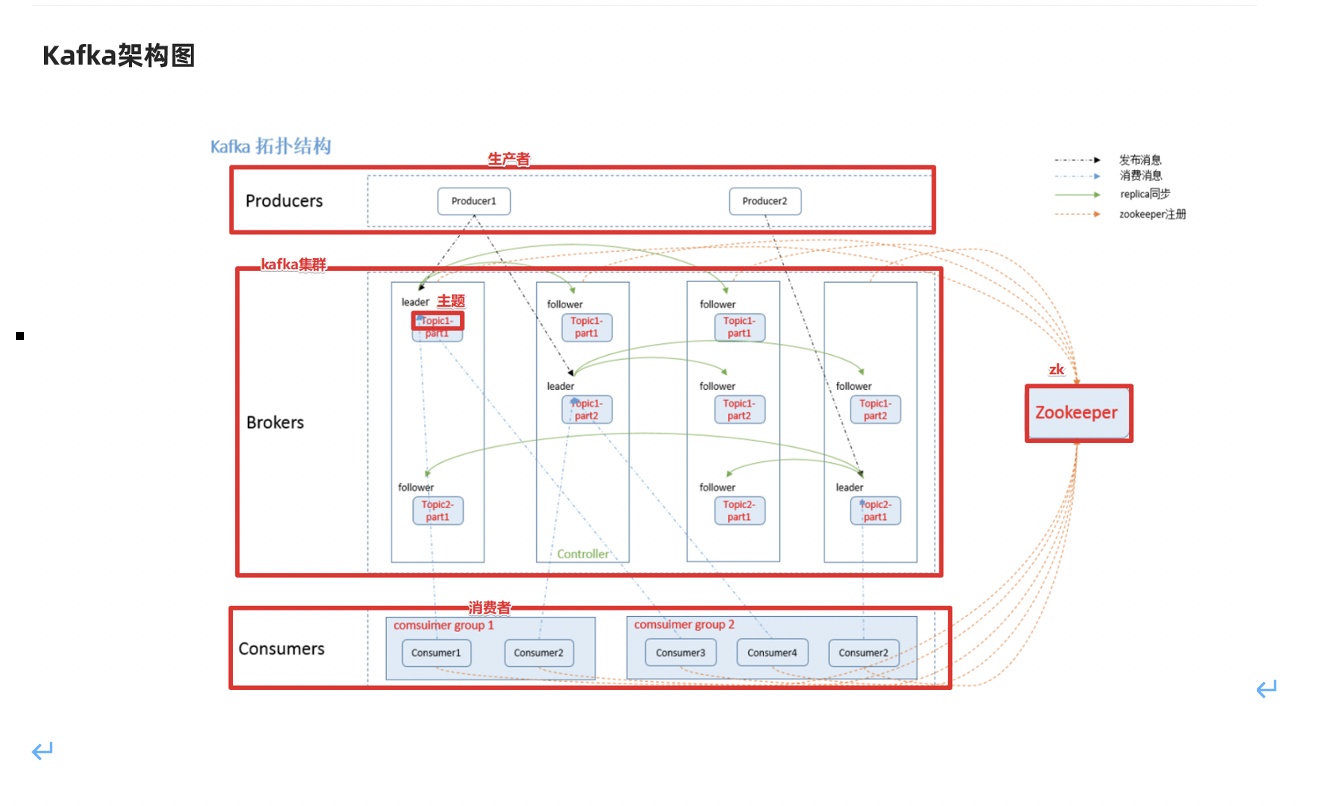 Kafka架构图
Kafka 拓扑结构
生产者
发布消息
消费消息
replica同步
zookeeper注册
Producers
Producer1
Producer2
kafka集群
leader
主题
follower
follower
Topic1-
part1
Topic1-
part1
Topic1-
part1
zk
leader
follower
follower
Topic1-
part2
Topic1-
part2
Topic1-
part2
Zookeeper
Brokers
follower
follower
leader
Topic2-
part1
Topic2-
part1
Topic2-
part1
Controller
消费者
comsuimer group 1
comsuimer group 2
Consumers
Consumer1
Consumer2
Consumer3
Consumer4
Consumer2